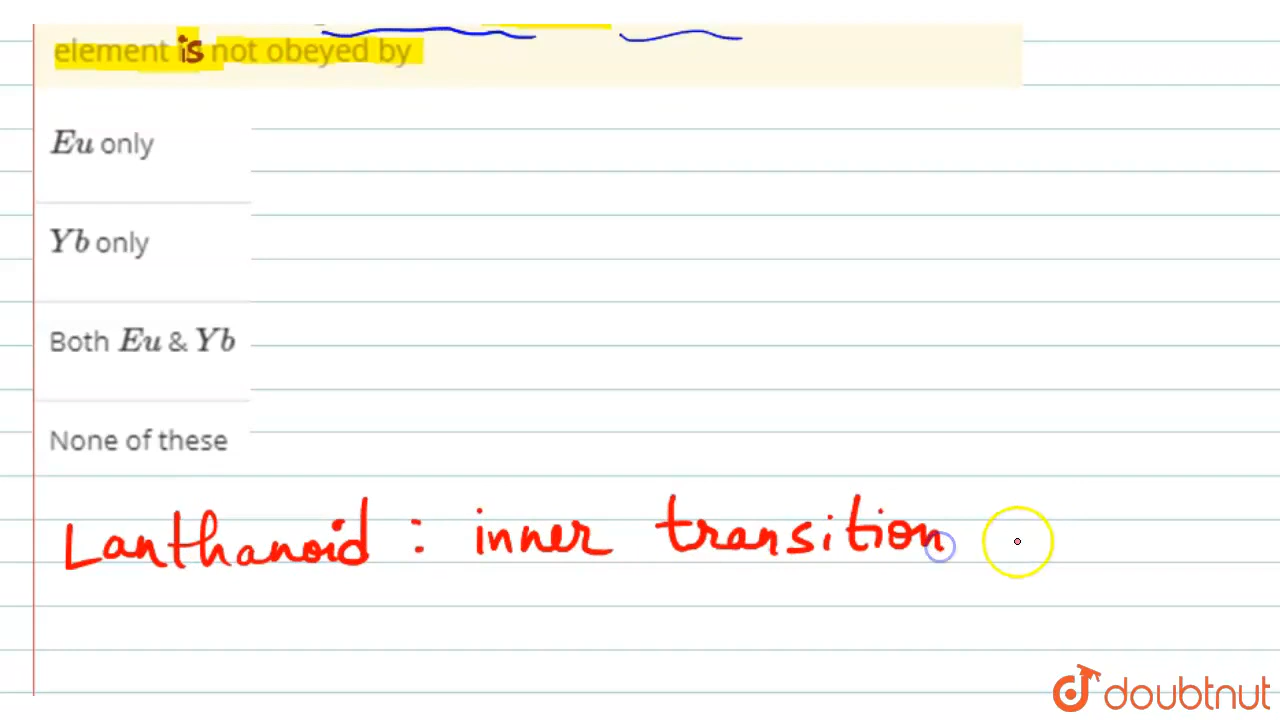 element is not obeyed by
Eu only
Yb only
Both Eu & Yb
None of these
Lanthanoid : inner transition
doubtnut